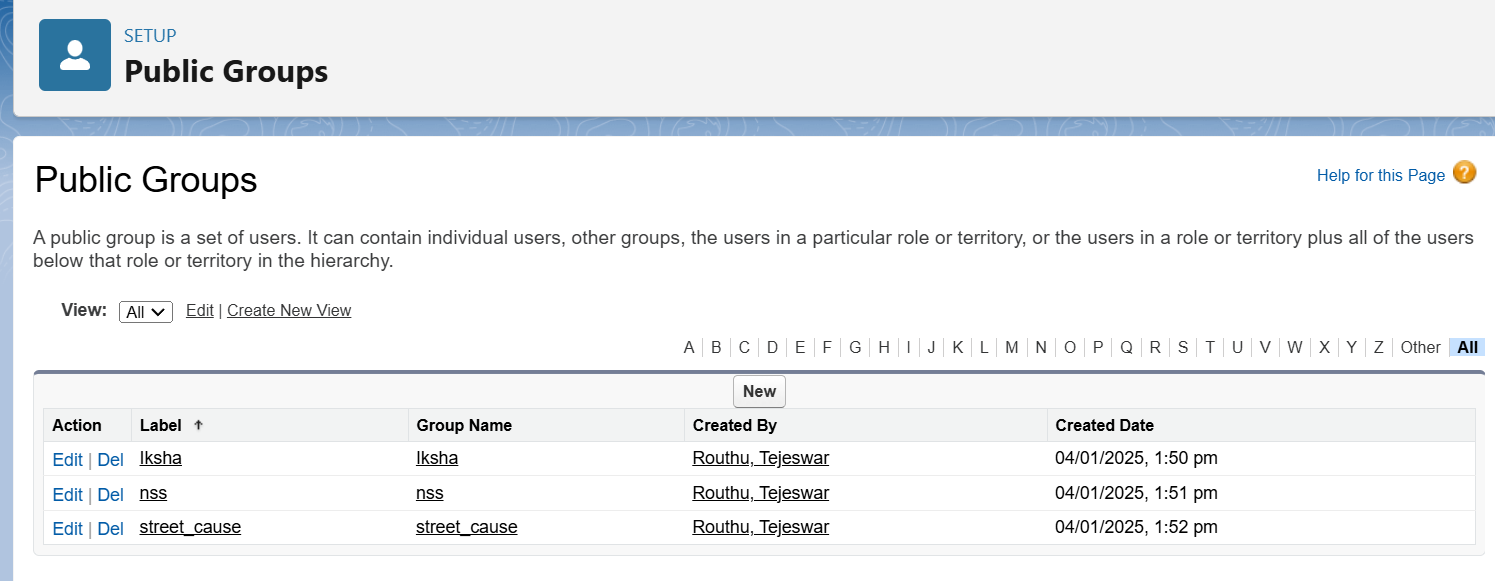 SETUP
Public Groups
Public Groups
Help for this Page ?
A public group is a set of users. It can contain individual users, other groups, the users in a particular role or territory, or the users in a role or territory plus all of the users
below that role or territory in the hierarchy.
View: All Edit | Create New View
A | B | C | D | E | F | G | H | I | J | K | L | M | N | O | P | Q | R | S | T | U | V | W | X | Y | Z | Other | All
New
Action Label ↑ Group Name Created By Created Date
Edit | Del Iksha Iksha Routhu, Tejeswar 04/01/2025, 1:50 pm
Edit | Del nss nss Routhu, Tejeswar 04/01/2025, 1:51 pm
Edit | Del street_cause street_cause Routhu, Tejeswar 04/01/2025, 1:52 pm